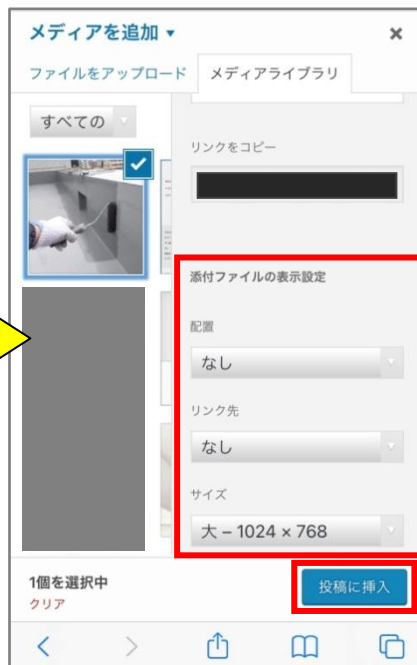 メディアを追加 ▼
×
ファイルをアップロード
メディアライブラリ
すべての
リンクをコピー
添付ファイルの表示設定
配置
なし
リンク先
なし
サイズ
大 – 1024 × 768
1個を選択中
クリア
投稿に挿入